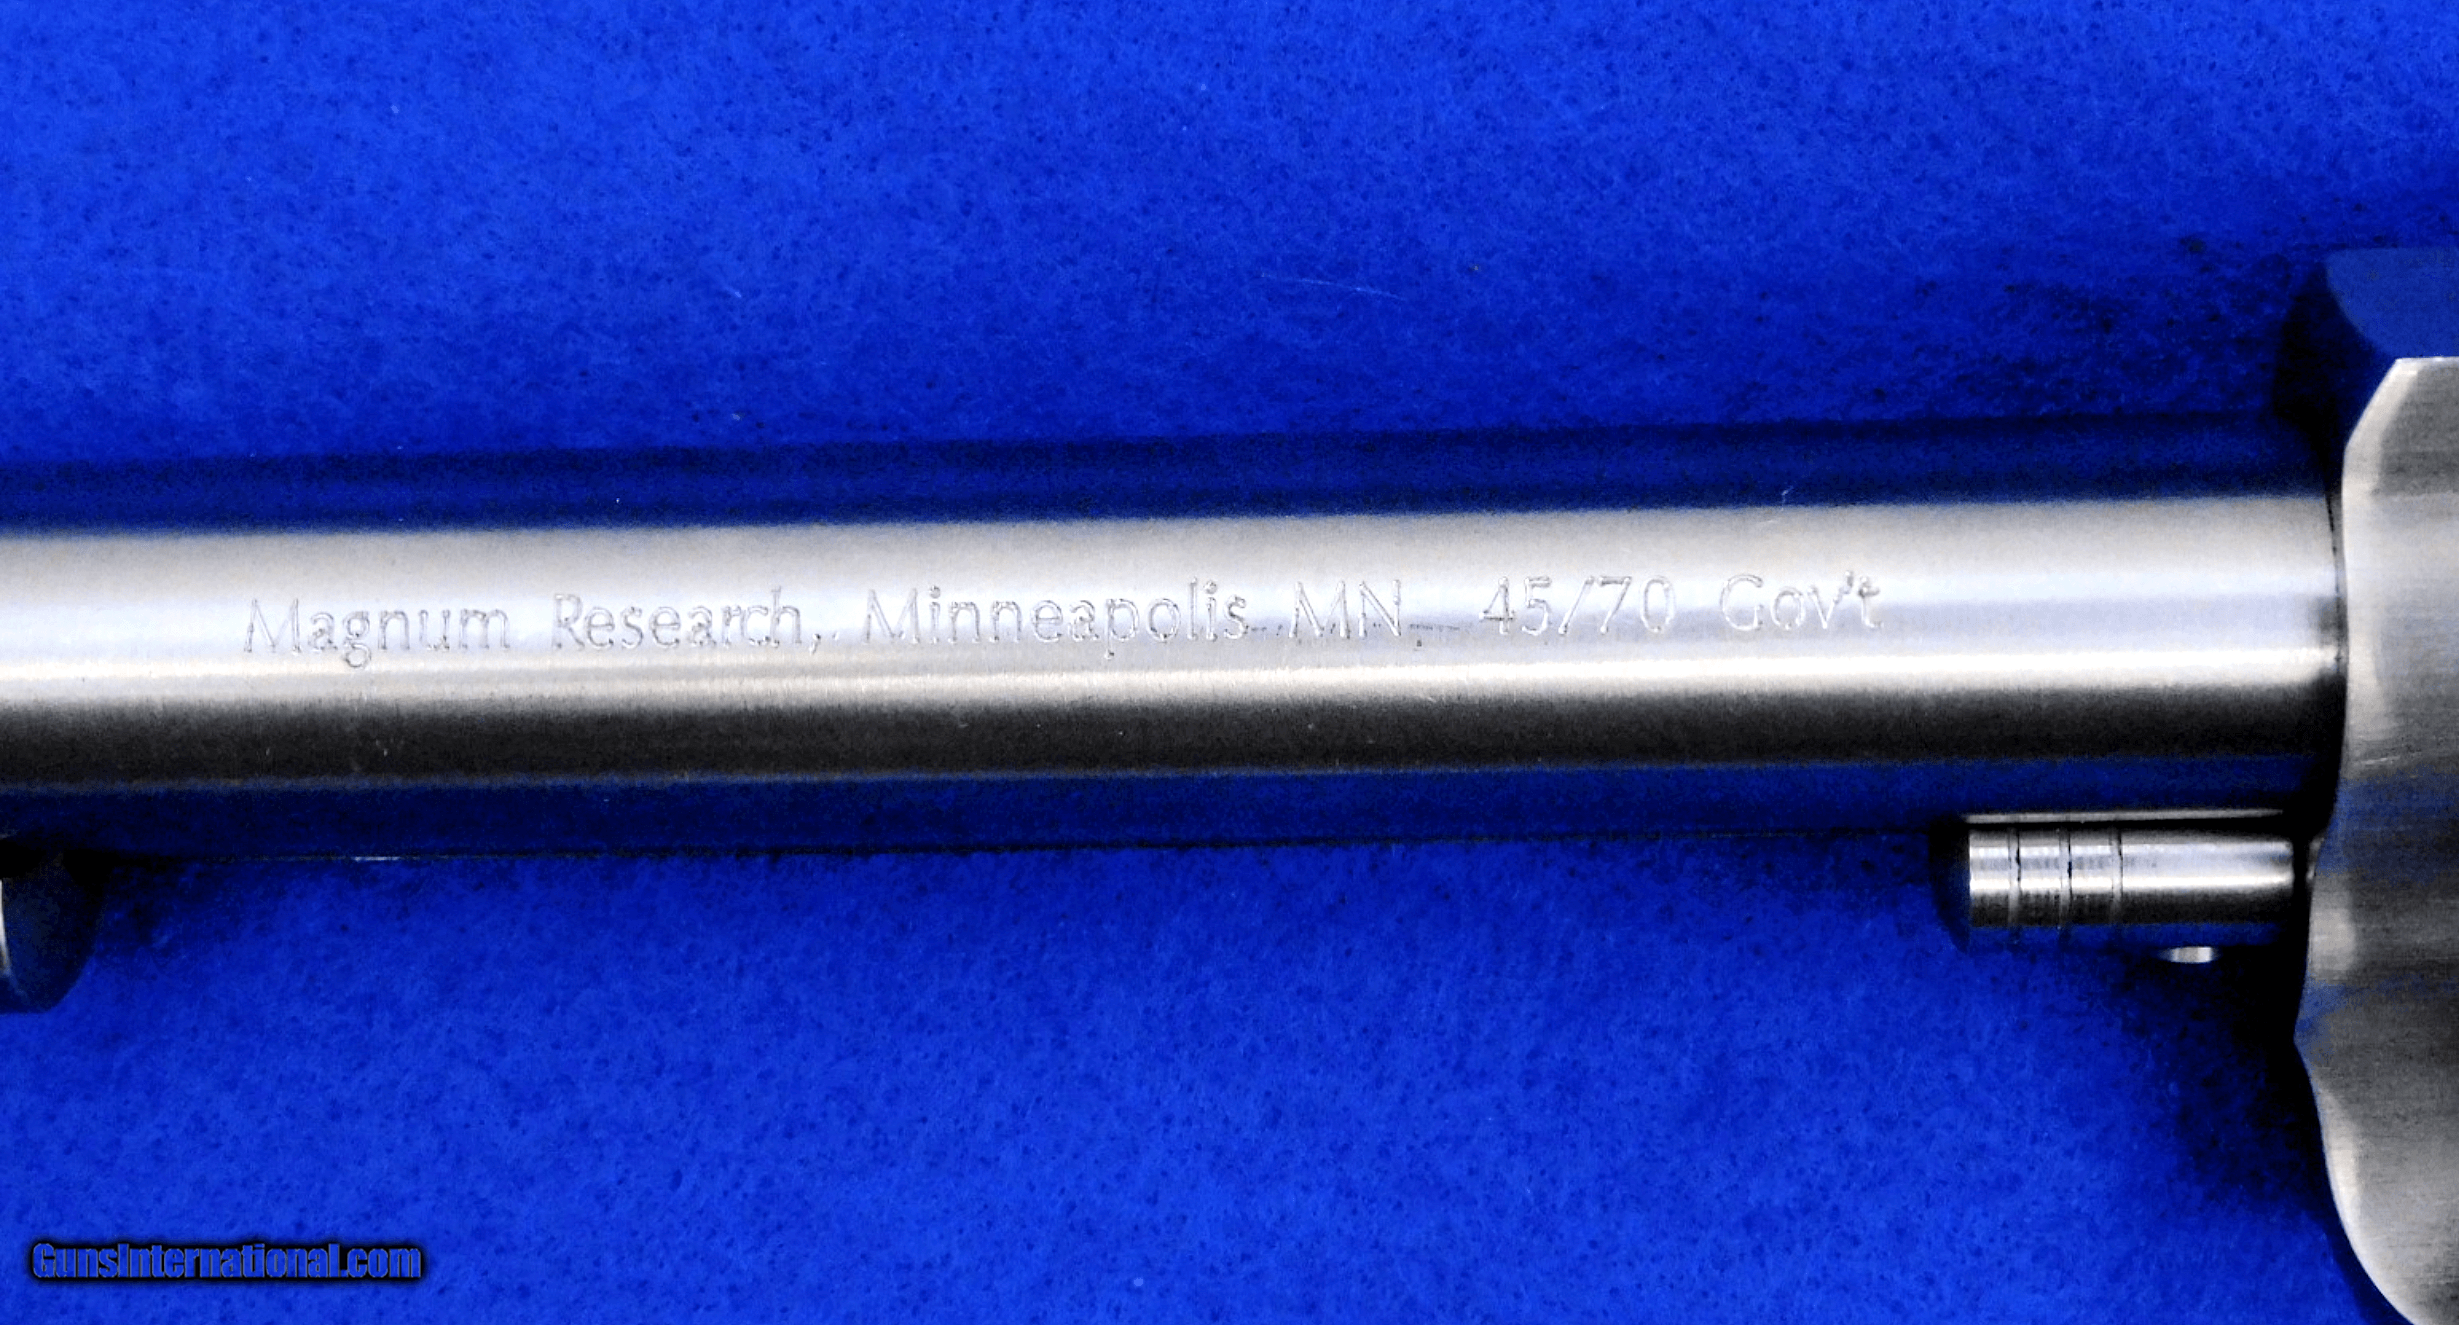 Magnum Research, Minneapolis MN. 45/70 Gov't
GunsInternational.com